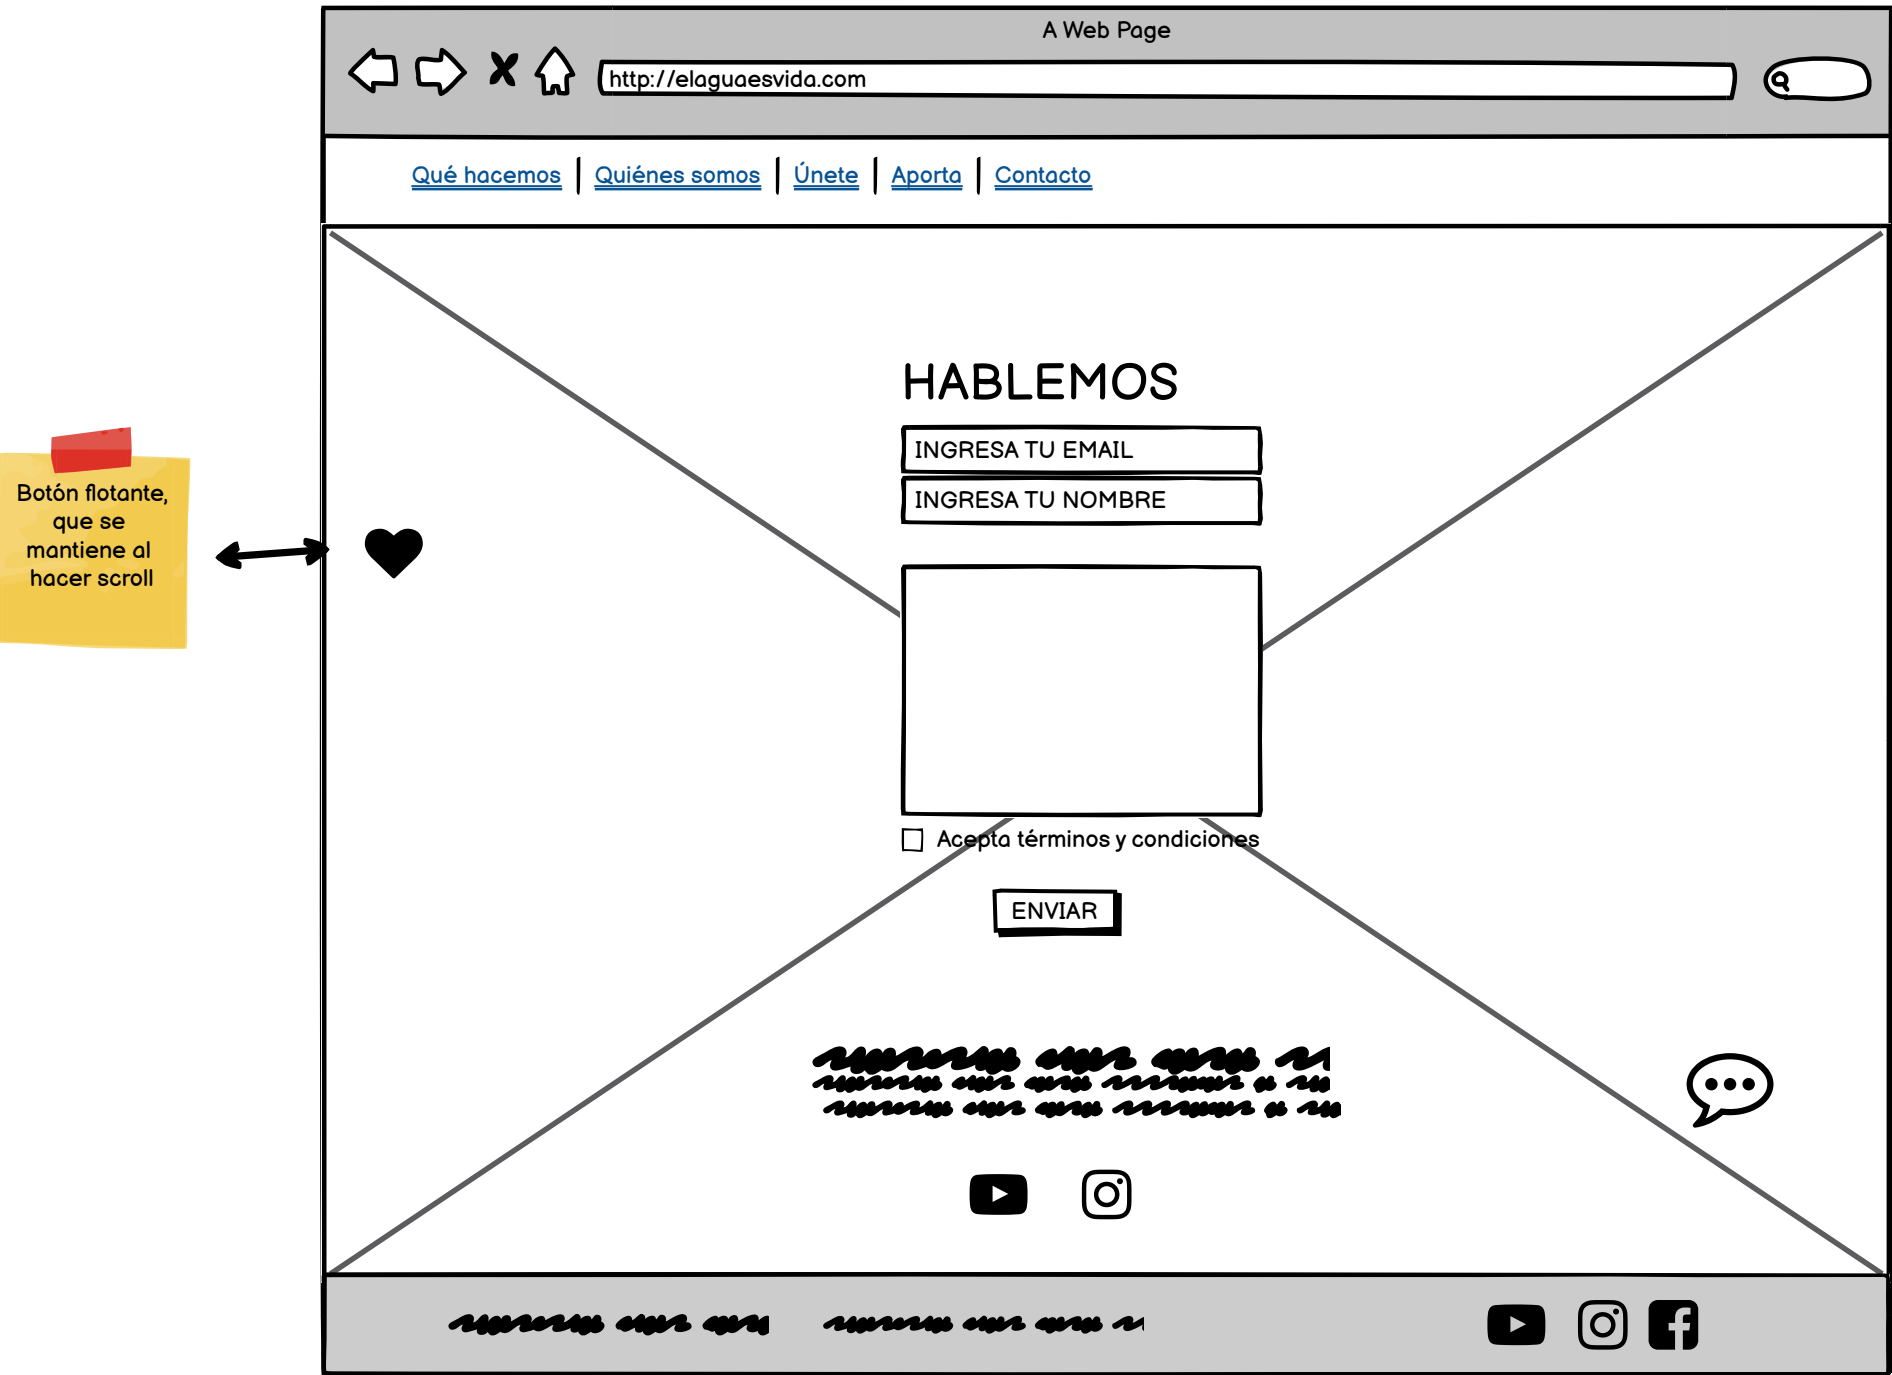 A Web Page
http://elaguaesvida.com
Qué hacemos Quiénes somos Únete Aporta Contacto
HABLEMOS
INGRESA TU EMAIL
INGRESA TU NOMBRE
Botón flotante,
que se
mantiene al
hacer scroll
Acepta términos y condiciones
ENVIAR